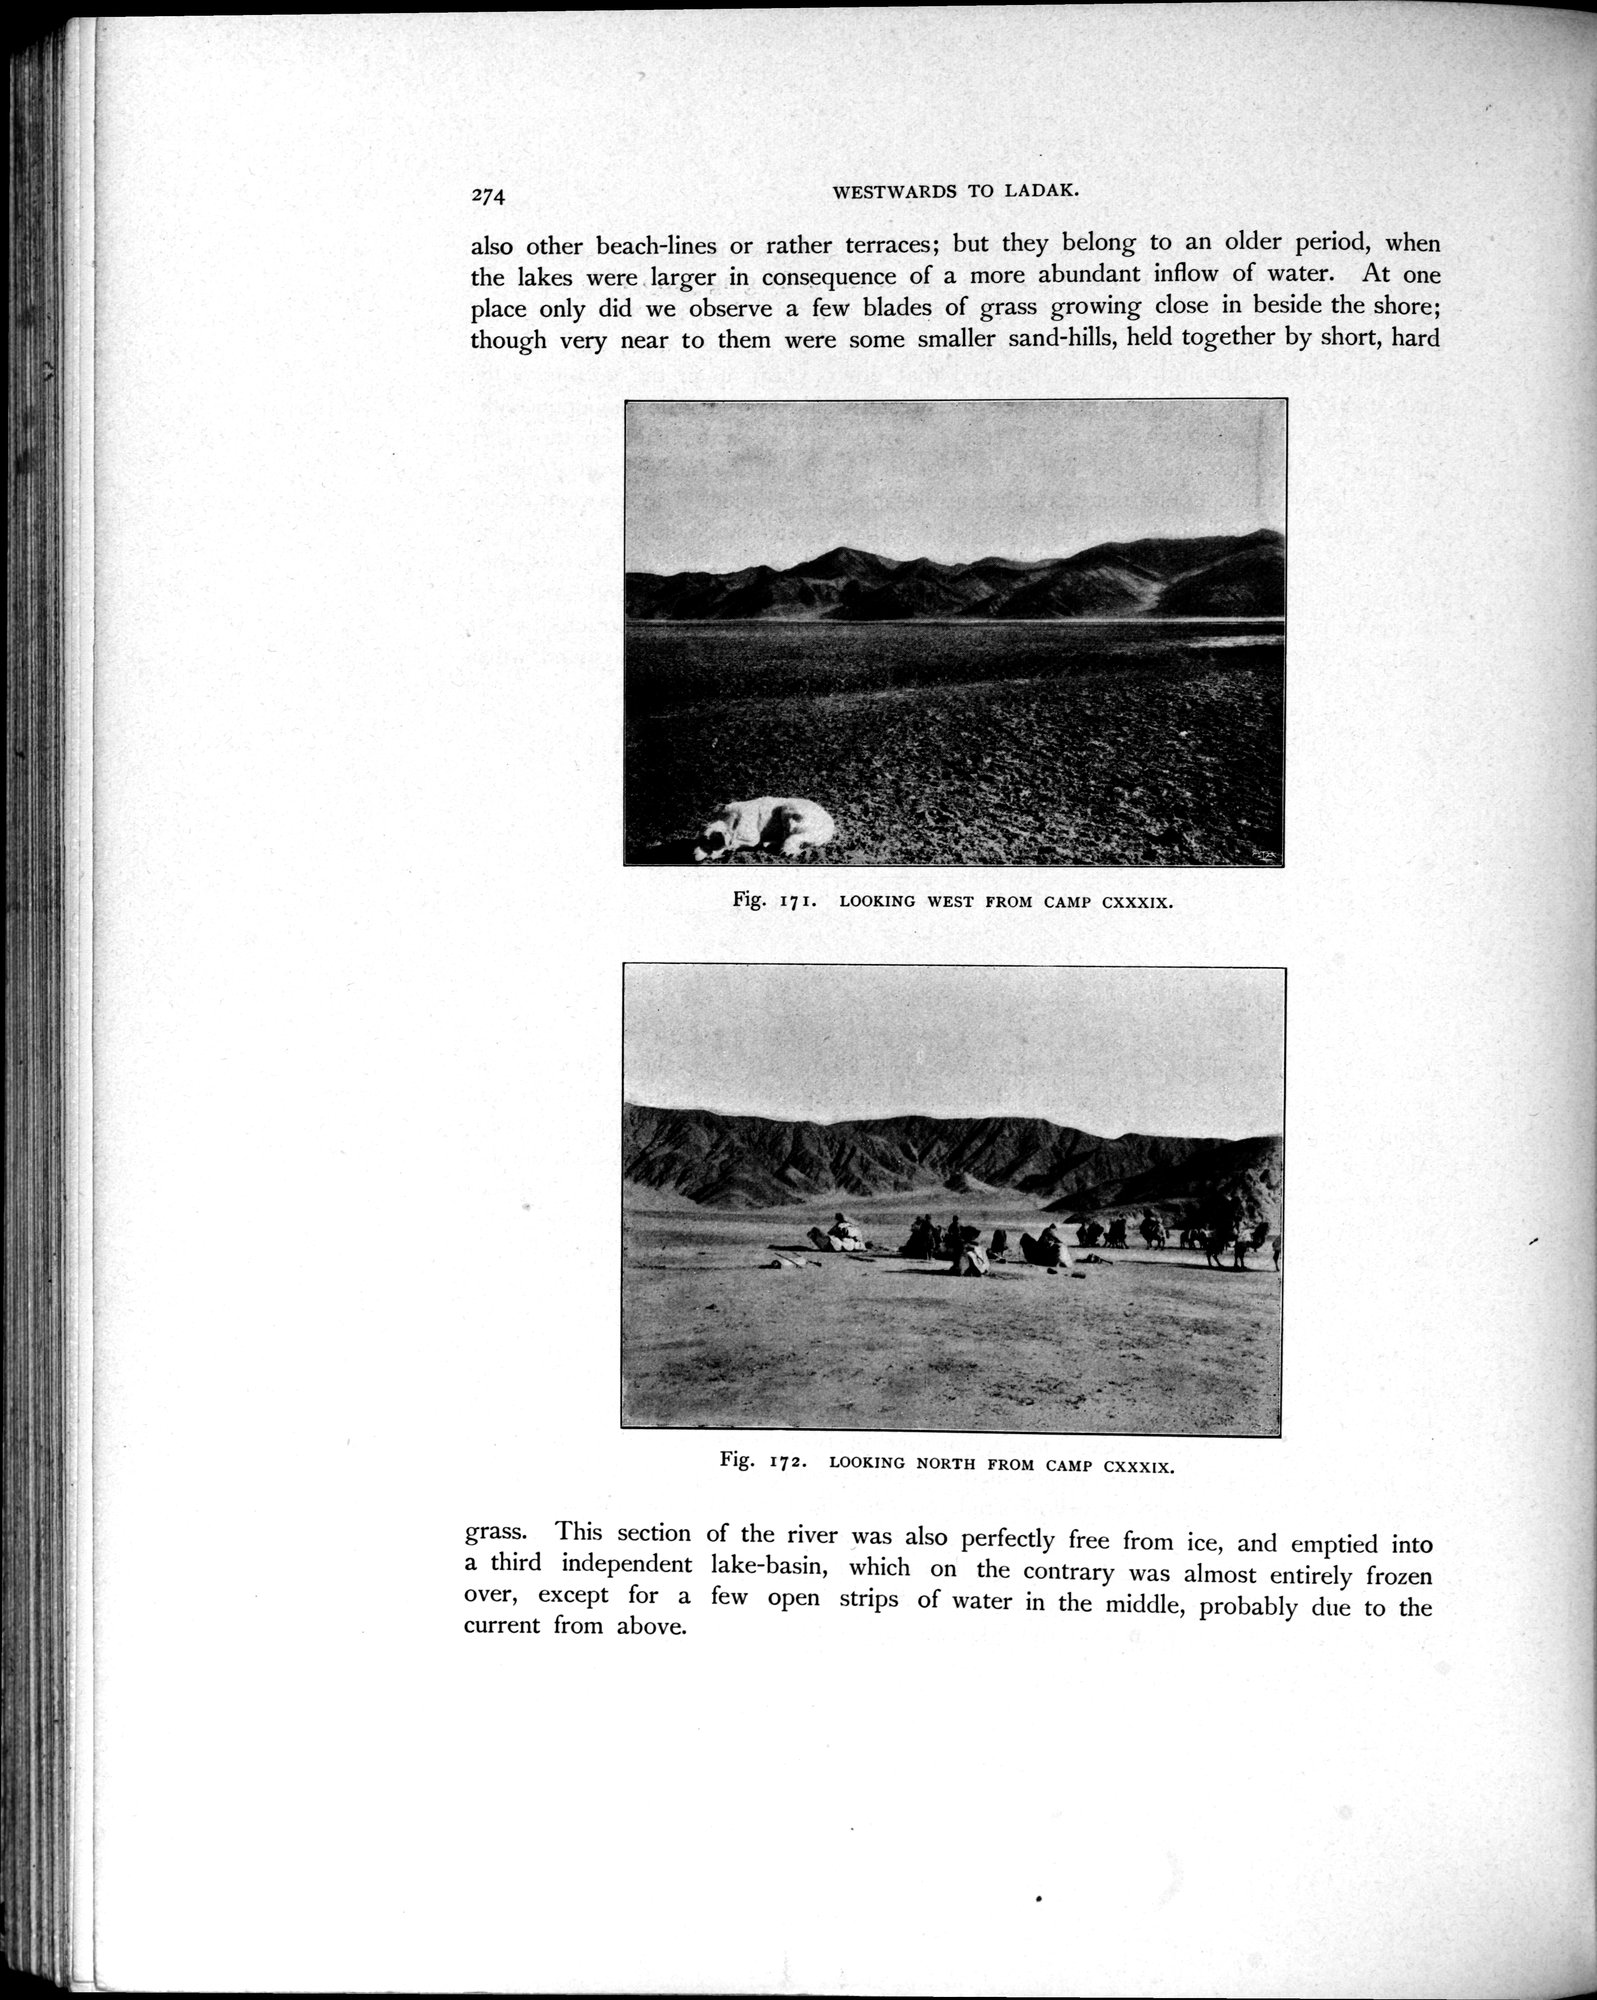 274
WESTWARDS TO LADAK.
also other beach-lines or rather terraces; but they belong to an older period, when
the lakes were larger in consequence of a more abundant inflow of water. At one
place only did we observe a few blades of grass growing close in beside the shore;
though very near to them were some smaller sand-hills, held together by short, hard
Fig. 171. LOOKING WEST FROM CAMP CXXXIX.
Fig. 172. LOOKING NORTH FROM CAMP CXXXIX.
grass. This section of the river was also perfectly free from ice, and emptied into
a third independent lake-basin, which on the contrary was almost entirely frozen
over, except for a few open strips of water in the middle, probably due to the
current from above.